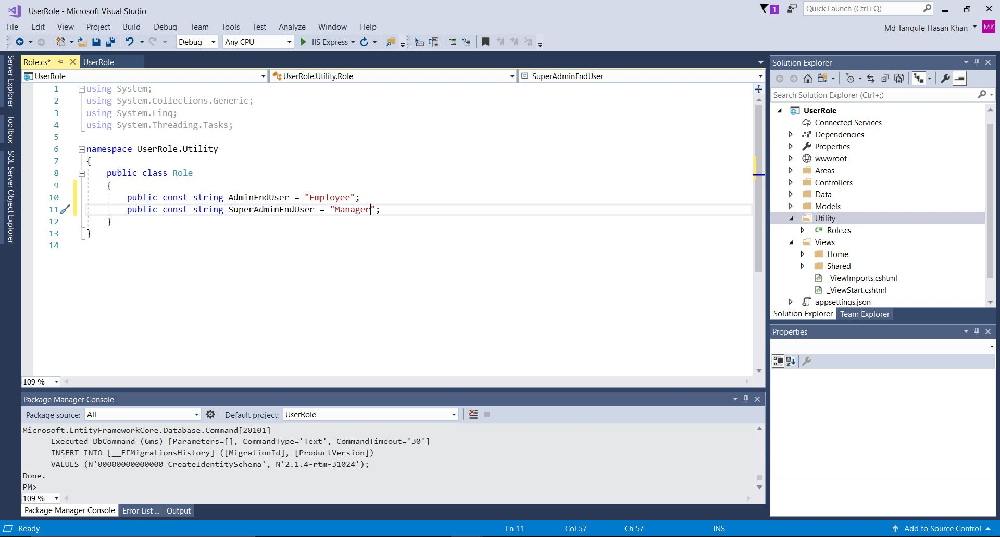 UserRole - Microsoft Visual Studio
1
Quick Launch (Ctrl+Q)
File Edit View Project Build Debug Team Tools Test Analyze Window Help
Md Tariqule Hasan Khan
MK
Debug
Any CPU
IIS Express
Server Explorer
Toolbox
SQL Server Object Explorer
Role.cs*
UserRole
UserRole
UserRole.Utility.Role
SuperAdminEndUser
1 using System;
2 using System.Collections.Generic;
3 using System.Linq;
4 using System.Threading.Tasks;
5
6 namespace UserRole.Utility
7 {
8 public class Role
9 {
10 public const string AdminEndUser = "Employee";
11 public const string SuperAdminEndUser = "Manager";
12 }
13 }
14
109 %
Package Manager Console
Package source: All
Default project: UserRole
Microsoft.EntityFrameworkCore.Database.Command[20101]
Executed DbCommand (6ms) [Parameters=[], CommandType='Text', CommandTimeout='30']
INSERT INTO [__EFMigrationsHistory] ([MigrationId], [ProductVersion])
VALUES (N'00000000000000_CreateIdentitySchema', N'2.1.4-rtm-31024');
Done.
PM>
109 %
Package Manager Console
Error List ...
Output
Solution Explorer
Search Solution Explorer (Ctrl+;)
UserRole
Connected Services
Dependencies
Properties
wwwroot
Areas
Controllers
Data
Models
Utility
C# Role.cs
Views
Home
Shared
_ViewImports.cshtml
_ViewStart.cshtml
appsettings.json
Solution Explorer
Team Explorer
Properties
Ready
Ln 11
Col 57
Ch 57
INS
Add to Source Control